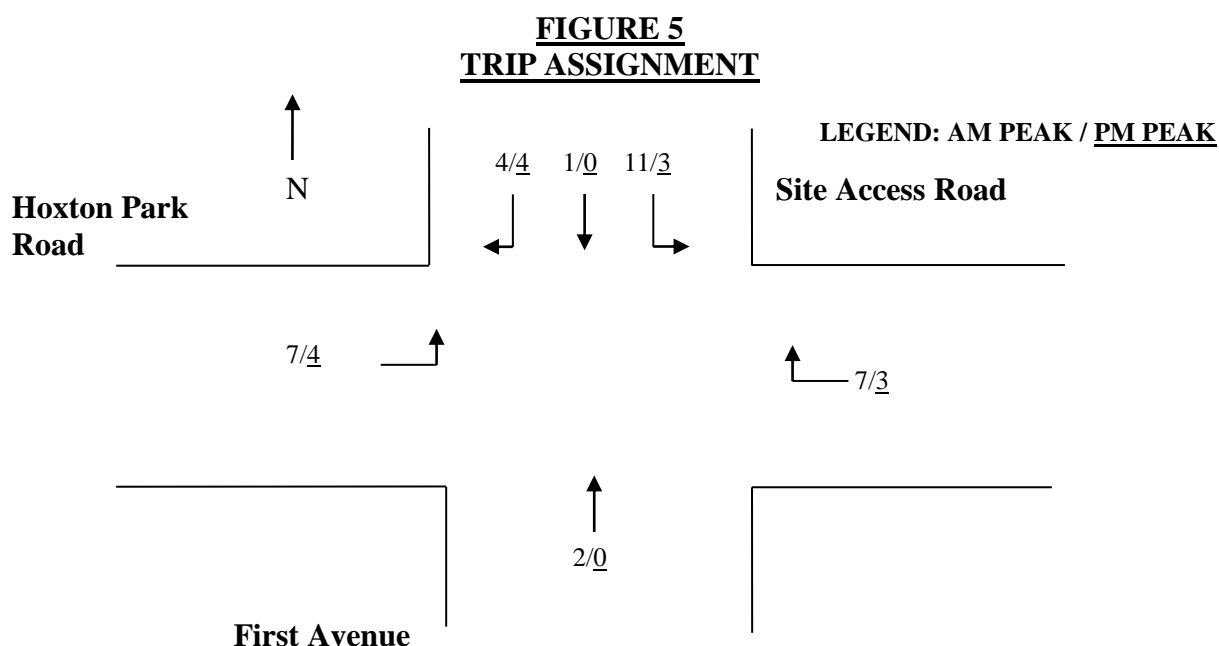 FIGURE 5
TRIP ASSIGNMENT
LEGEND: AM PEAK / PM PEAK
4/4 1/0 11/3
N
Site Access Road
Hoxton Park
Road
7/4
7/3
2/0
First Avenue